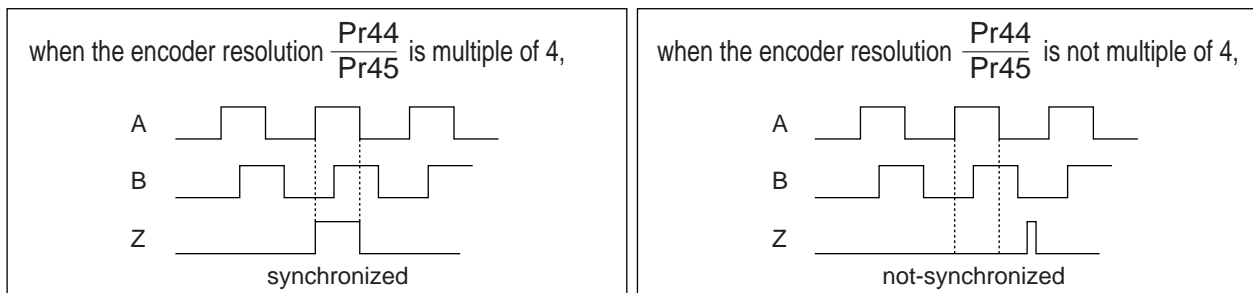 when the encoder resolution Pr44 / Pr45 is multiple of 4,
A
B
Z
synchronized
when the encoder resolution Pr44 / Pr45 is not multiple of 4,
A
B
Z
not-synchronized